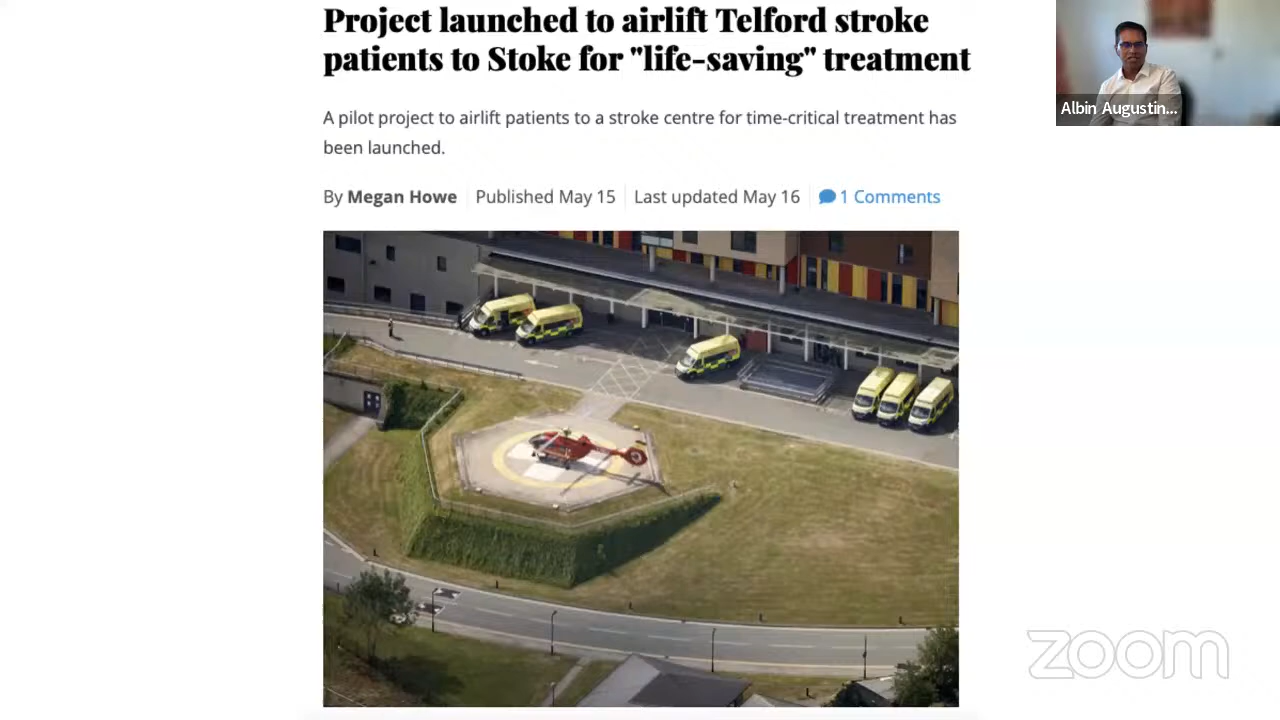 Project launched to airlift Telford stroke
patients to Stoke for "life-saving" treatment
A pilot project to airlift patients to a stroke centre for time-critical treatment has
been launched.
By Megan Howe Published May 15 Last updated May 16 1 Comments
Albin Augustin...
zoom